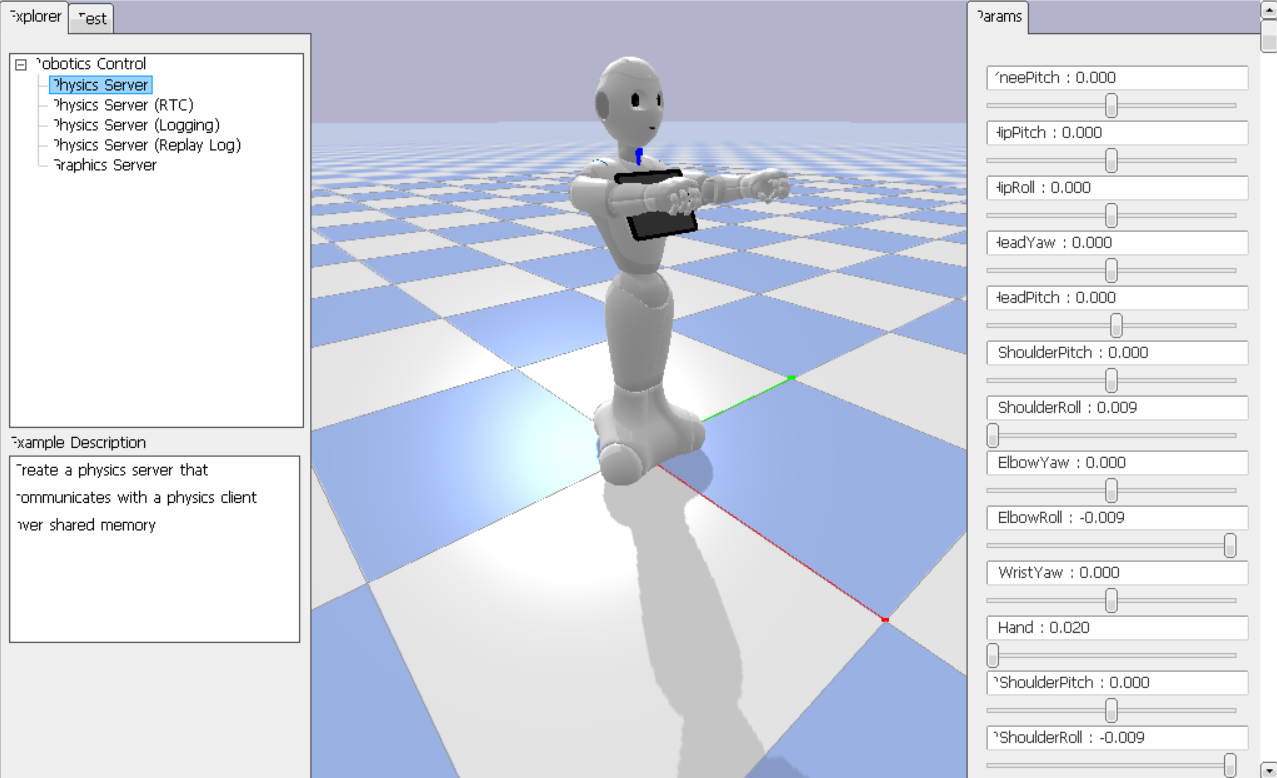 Explorer
Test
Robotics Control
Physics Server
Physics Server (RTC)
Physics Server (Logging)
Physics Server (Replay Log)
Graphics Server
Example Description
Create a physics server that
communicates with a physics client
over shared memory
Params
KneePitch : 0.000
HipPitch : 0.000
HipRoll : 0.000
HeadYaw : 0.000
HeadPitch : 0.000
ShoulderPitch : 0.000
ShoulderRoll : 0.009
ElbowYaw : 0.000
ElbowRoll : -0.009
WristYaw : 0.000
Hand : 0.020
RShoulderPitch : 0.000
RShoulderRoll : -0.009